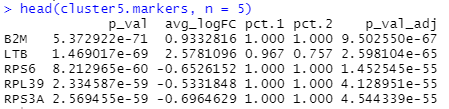 > head(cluster5.markers, n = 5)
p_val avg_logFC pct.1 pct.2 p_val_adj
B2M 5.372922e-71 0.9332816 1.000 1.000 9.502550e-67
LTB 1.469017e-69 2.5781096 0.967 0.757 2.598104e-65
RPS6 8.212965e-60 -0.6526152 1.000 1.000 1.452545e-55
RPL39 2.334587e-59 -0.5331848 1.000 1.000 4.128951e-55
RPS3A 2.569455e-59 -0.6964629 1.000 1.000 4.544339e-55